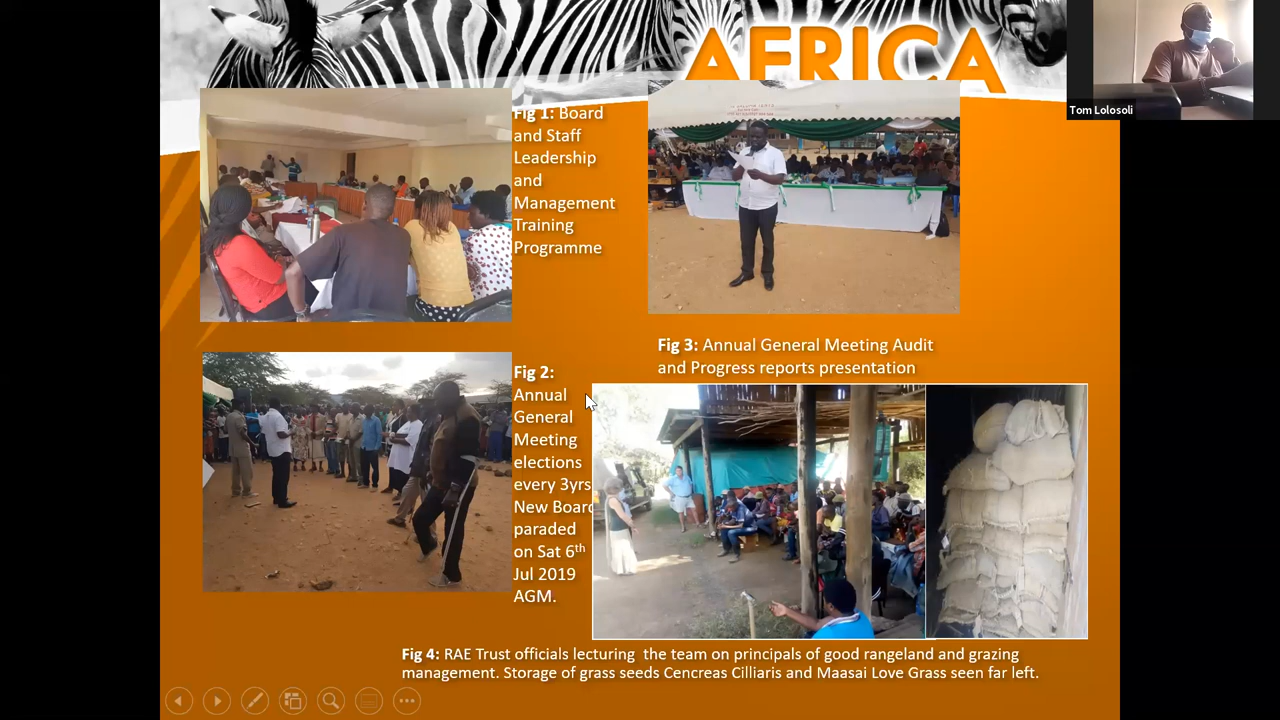 AFRICA
Tom Lolosoli
Fig 1: Board
and Staff
Leadership
and
Management
Training
Programme
Fig 3: Annual General Meeting Audit
and Progress reports presentation
Fig 2:
Annual
General
Meeting
elections
every 3yrs
New Board
paraded
on Sat 6th
Jul 2019
AGM.
Fig 4: RAE Trust officials lecturing the team on principals of good rangeland and grazing
management. Storage of grass seeds Cencreas Cilliaris and Maasai Love Grass seen far left.